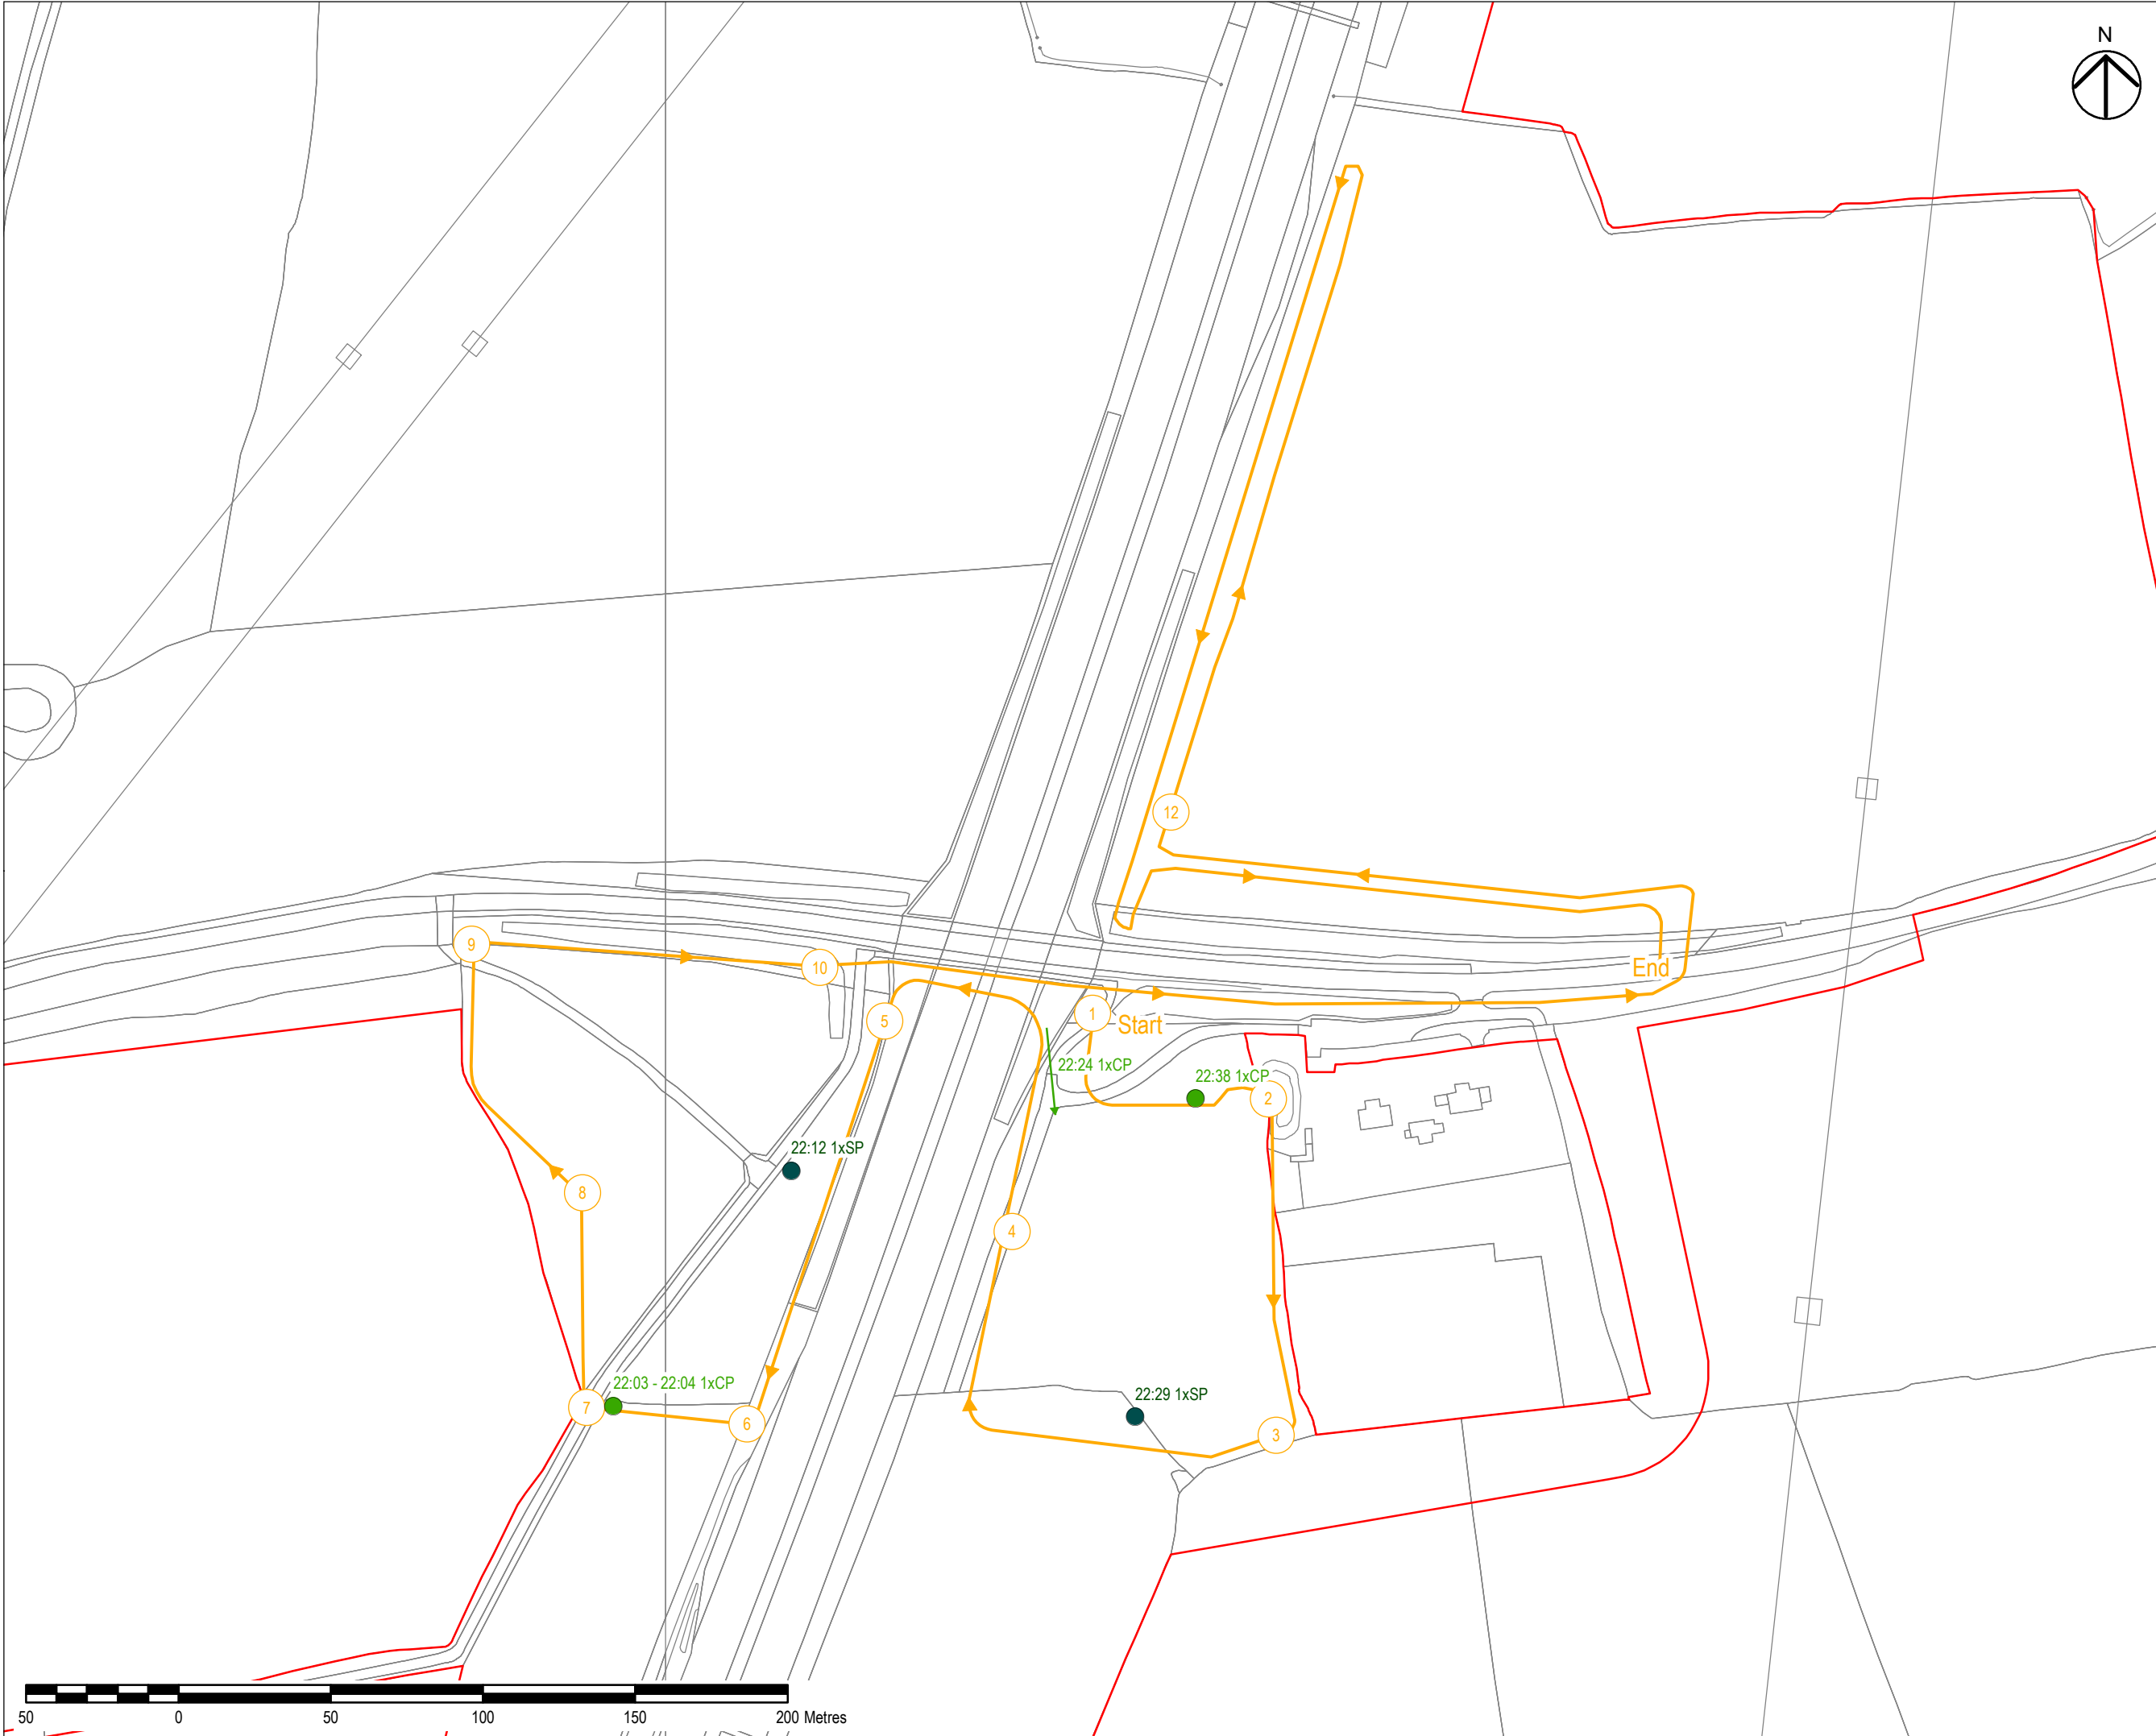 N
12
9
10
End
5
1
Start
22:24 1xCP
22:38 1xCP
2
22:12 1xSP
8
4
22:03 - 22:04 1xCP
22:29 1xSP
7
6
3
50 0 50 100 150 200 Metres